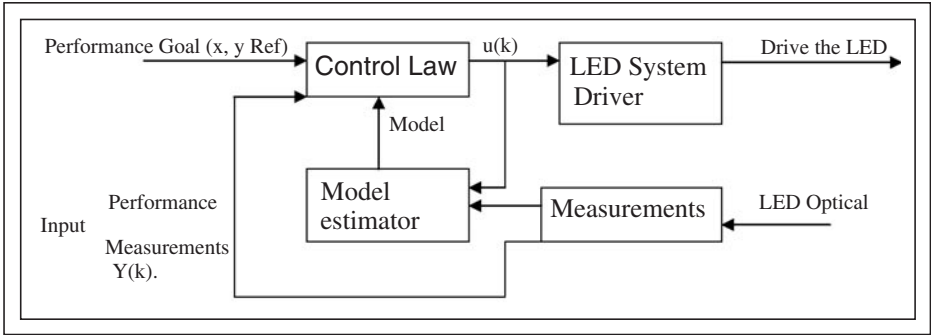 Performance Goal (x, y Ref)
u(k)
Drive the LED
Control Law
LED System
Driver
Model
Model
estimator
Measurements
LED Optical
Performance
Input
Measurements
Y(k).